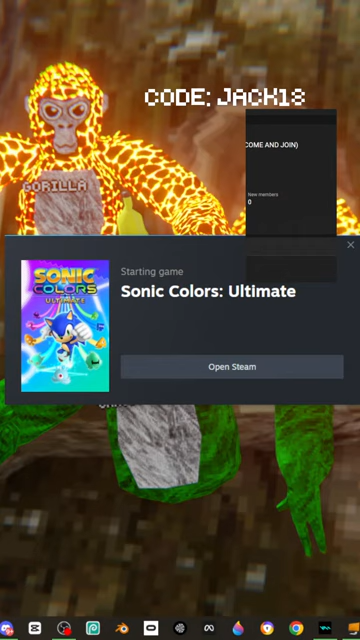 CODE: JACK18
COME AND JOIN)
GORILLA
New members
0
Starting game
SONIC
COLORS
ULTIMATE
Sonic Colors: Ultimate
Open Steam